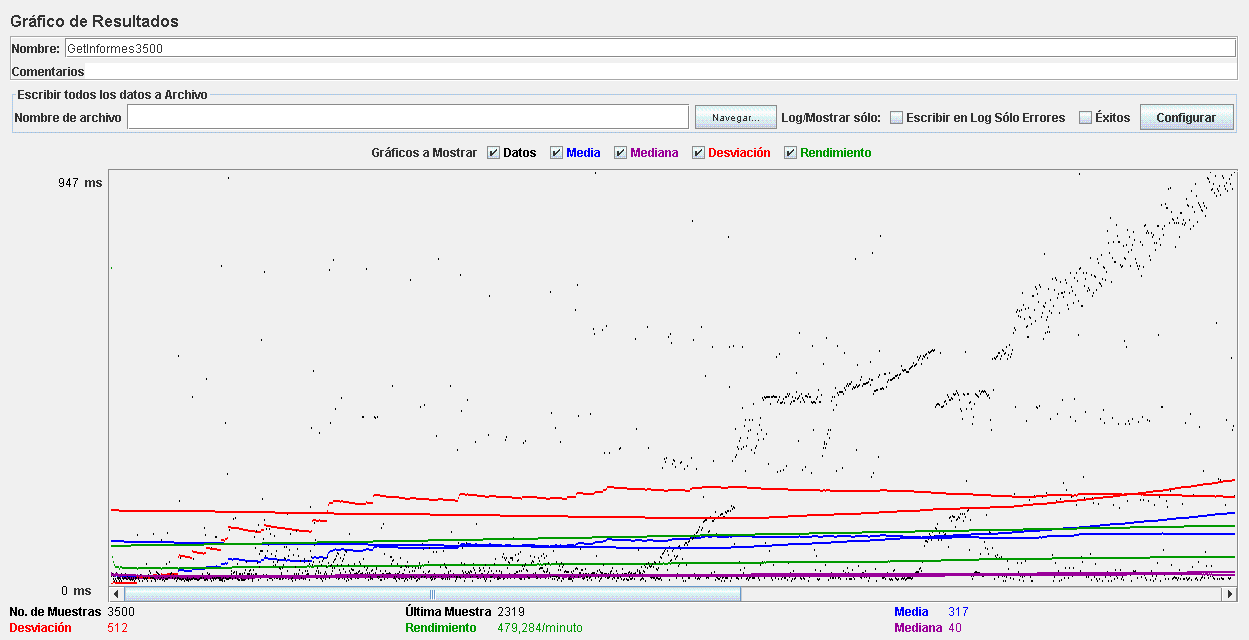 Gráfico de Resultados
Nombre: GetInformes3500
Comentarios
Escribir todos los datos a Archivo
Nombre de archivo Navegar... Log/Mostrar sólo: Escribir en Log Sólo Errores Éxitos Configurar
Gráficos a Mostrar Datos Media Mediana Desviación Rendimiento
947 ms
0 ms
No. de Muestras 3500 Última Muestra 2319 Media 317
Desviación 512 Rendimiento 479,284/minuto Mediana 40